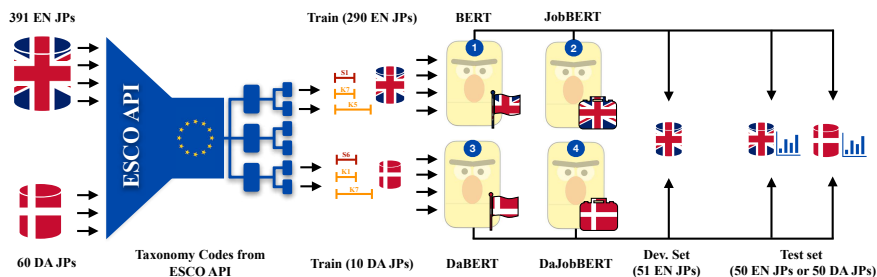 391 EN JPs
Train (290 EN JPs)
BERT
JobBERT
1
2
S1
K7
K5
ESCO API
3
4
S6
K1
K7
60 DA JPs
Taxonomy Codes from
ESCO API
Train (10 DA JPs)
DaBERT
DaJobBERT
Dev. Set
(51 EN JPs)
Test set
(50 EN JPs or 50 DA JPs)